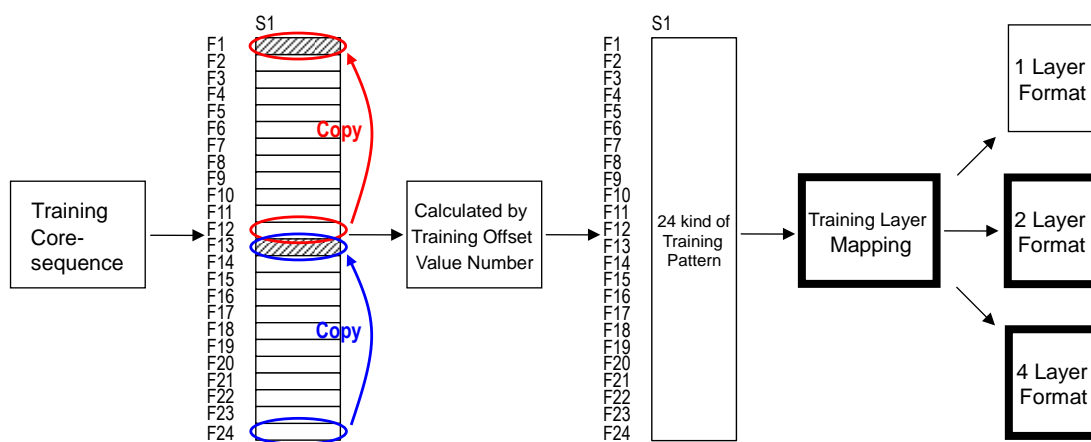 Training
Core-
sequence
S1
F1
F2
F3
F4
F5
F6
F7
F8
F9
F10
F11
F12
F13
F14
F15
F16
F17
F18
F19
F20
F21
F22
F23
F24
Copy
Copy
Calculated by
Training Offset
Value Number
S1
F1
F2
F3
F4
F5
F6
F7
F8
F9
F10
F11
F12
F13
F14
F15
F16
F17
F18
F19
F20
F21
F22
F23
F24
24 kind of
Training
Pattern
Training Layer
Mapping
1 Layer
Format
2 Layer
Format
4 Layer
Format